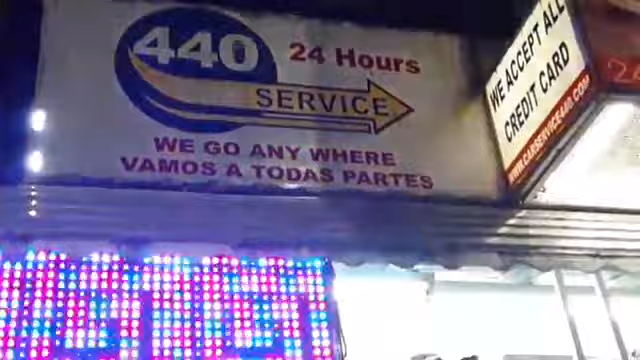 440
24 Hours
SERVICE
WE GO ANY WHERE
VAMOS A TODAS PARTES
WE ACCEPT ALL
CREDIT CARD
WWW.CARSERVICE440.COM